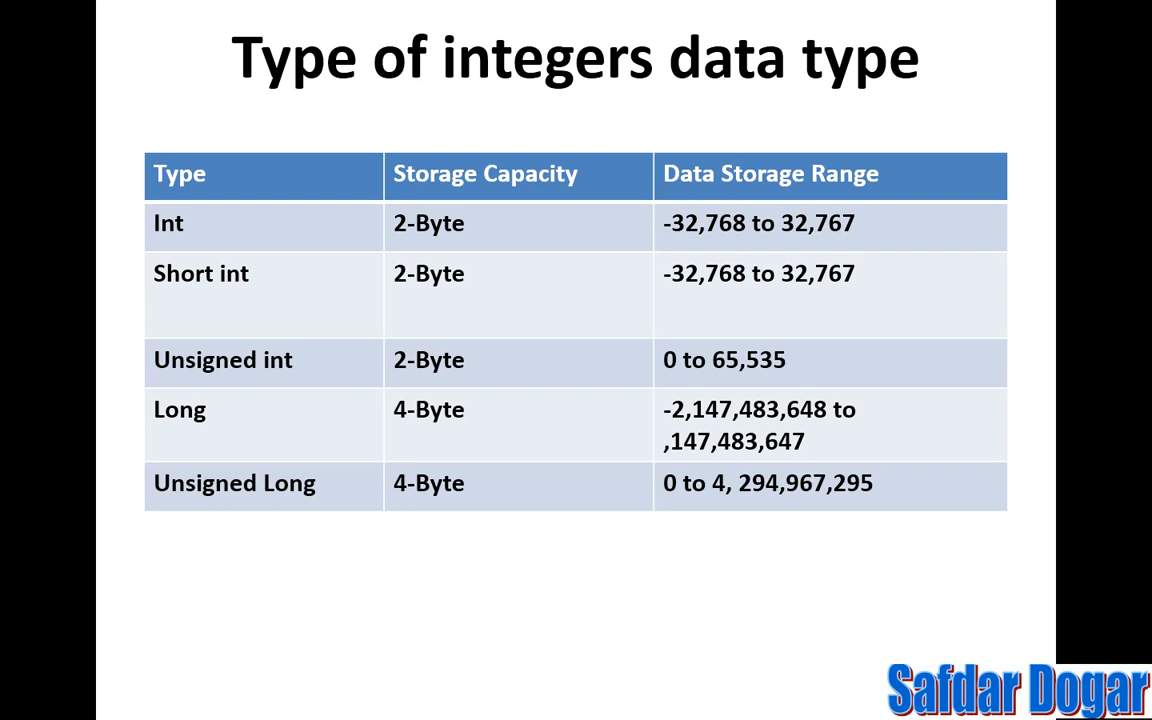 Type of integers data type
Type Storage Capacity Data Storage Range
Int 2-Byte -32,768 to 32,767
Short int 2-Byte -32,768 to 32,767
Unsigned int 2-Byte 0 to 65,535
Long 4-Byte -2,147,483,648 to
,147,483,647
Unsigned Long 4-Byte 0 to 4, 294,967,295
Safdar Dogar